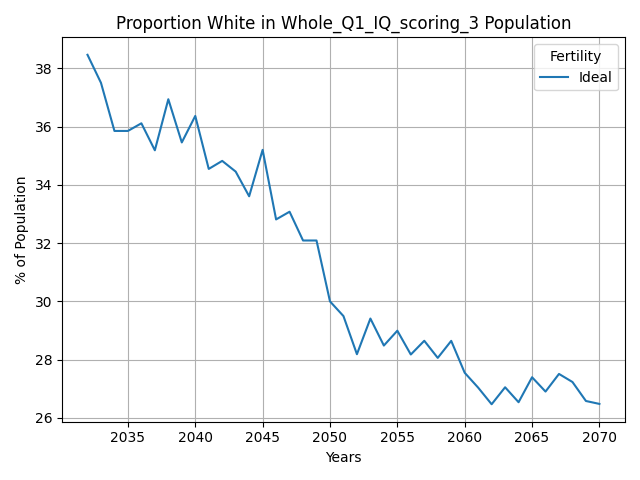 Proportion White in Whole_Q1_IQ_scoring_3 Population
Fertility
Ideal
% of Population
38
36
34
32
30
28
26
2035 2040 2045 2050 2055 2060 2065 2070
Years